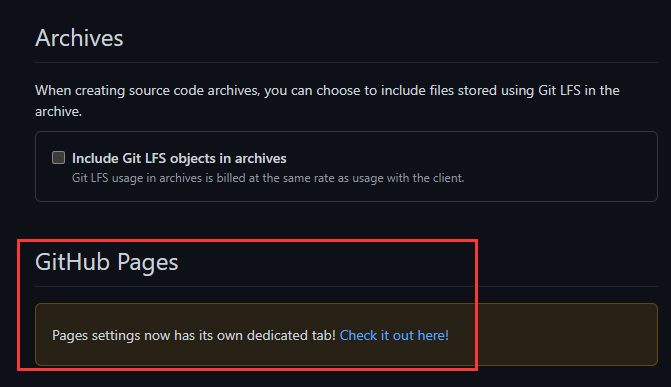 Archives
When creating source code archives, you can choose to include files stored using Git LFS in the
archive.
Include Git LFS objects in archives
Git LFS usage in archives is billed at the same rate as usage with the client.
GitHub Pages
Pages settings now has its own dedicated tab! Check it out here!